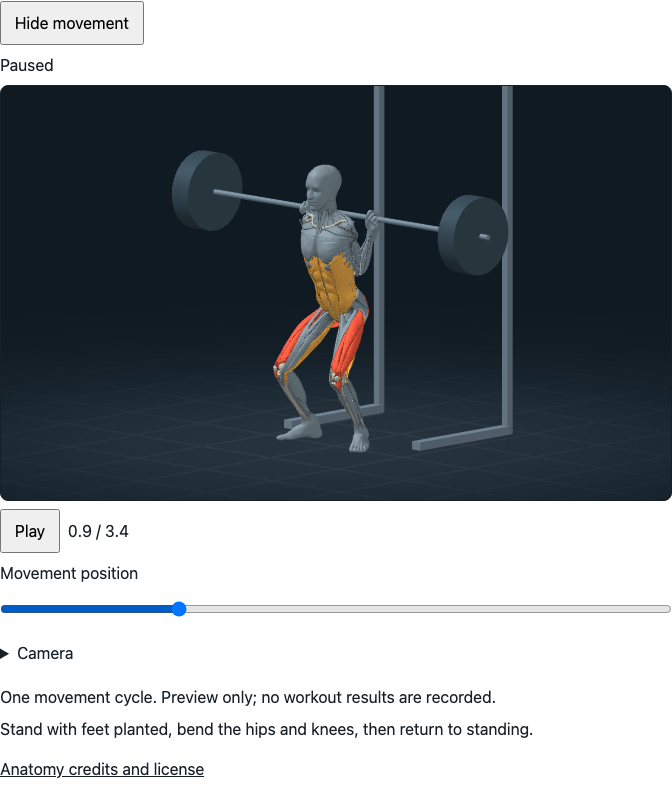 Hide movement
Paused
Play
0.9 / 3.4
Movement position
Camera
One movement cycle. Preview only; no workout results are recorded.
Stand with feet planted, bend the hips and knees, then return to standing.
Anatomy credits and license